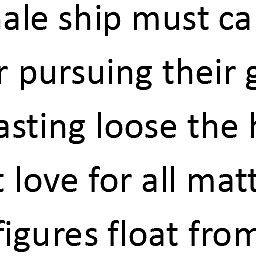 ale ship must ca
r pursuing their g
asting loose the h
t love for all matt
figures float from